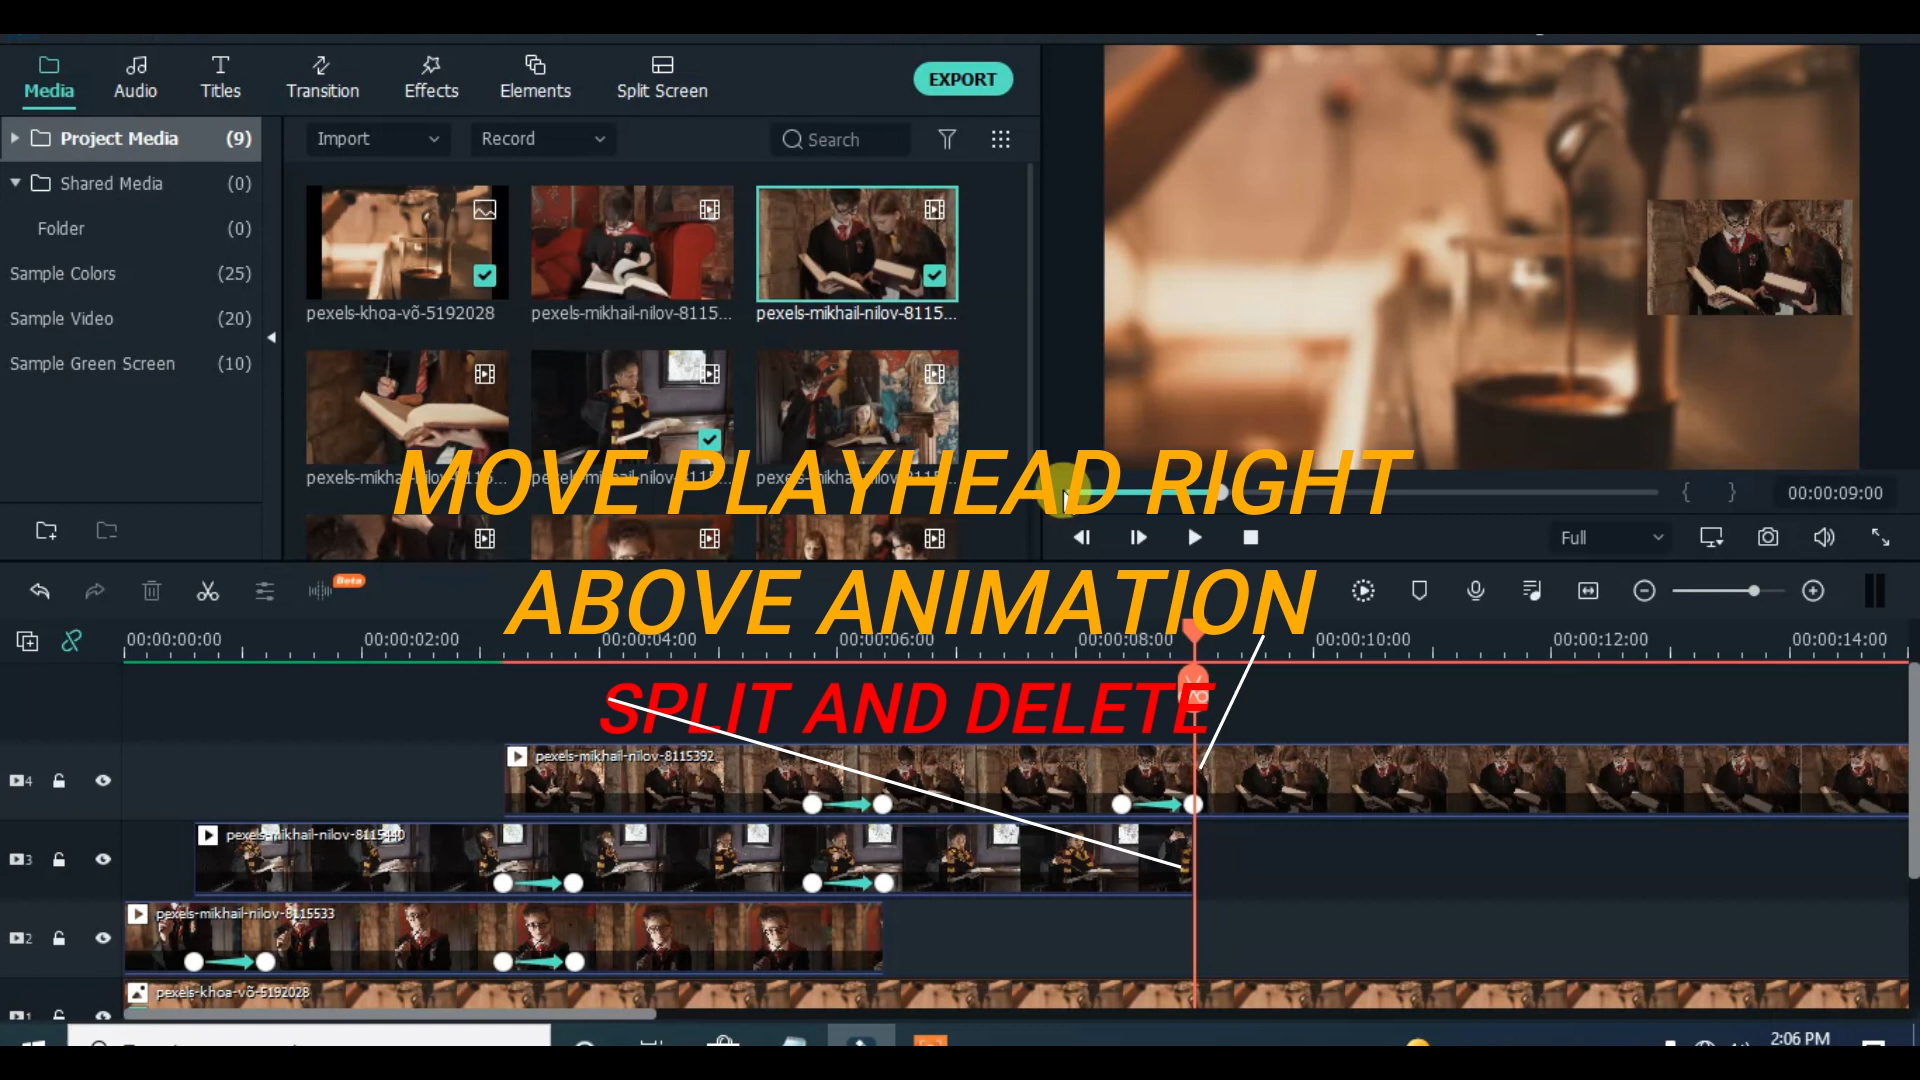 Media
Audio
Titles
Transition
Effects
Elements
Split Screen
EXPORT
Project Media (9)
Shared Media (0)
Folder (0)
Sample Colors (25)
Sample Video (20)
Sample Green Screen (10)
Import
Record
Search
pexels-khoa-võ-5192028
pexels-mikhail-nilov-8115...
pexels-mikhail-nilov-8115...
MOVE PLAYHEAD RIGHT
ABOVE ANIMATION
SPLIT AND DELETE
{ } 00:00:09:00
Full
Beta
00:00:00:00
00:00:02:00
00:00:04:00
00:00:06:00
00:00:08:00
00:00:10:00
00:00:12:00
00:00:14:00
4
pexels-mikhail-nilov-8115392
3
pexels-mikhail-nilov-8115440
2
pexels-mikhail-nilov-8115533
1
pexels-khoa-võ-5192028
2:06 PM